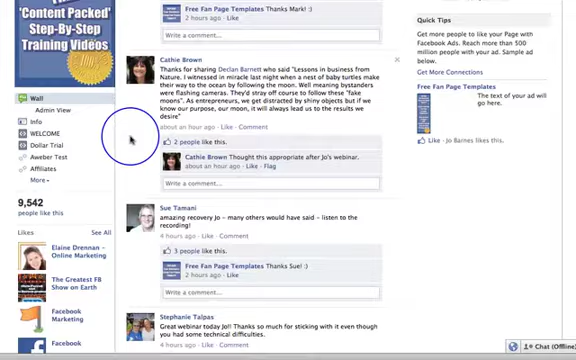 'Content Packed'
Step-By-Step
Training Videos
Wall
Admin View
Info
WELCOME
Dollar Trial
Aweber Test
Affiliates
More
9,542
people like this
Likes
See All
Elaine Drennan -
Online Marketing
The Greatest FB
Show on Earth
Facebook
Marketing
Facebook
Free Fan Page Templates Thanks Mark! :)
2 hours ago · Like
Write a comment...
Cathie Brown
Thanks for sharing Declan Barnett who said "Lessons in business from
Nature. I witnessed in miracle last night when a nest of baby turtles make
their way to the ocean by following the moon. Well meaning bystanders
were flashing cameras. They stray off course to follow these "fake
moons". As entrepreneurs, we get distracted by shiny objects but if we
know our purpose, our moon, it will always lead us to the results we
desire"
about an hour ago · Like · Comment
2 people like this.
Cathie Brown Thought this appropriate after Jo's webinar.
about an hour ago · Like · Flag
Write a comment...
Sue Tamani
amazing recovery Jo - many others would have said - listen to the
recording!
4 hours ago · Like · Comment
3 people like this.
Free Fan Page Templates Thanks Sue! :)
2 hours ago · Like
Write a comment...
Stephanie Talpas
Great webinar today Jo!! Thanks so much for sticking with it even though
you had some technical difficulties.
4 hours ago · Like · Comment
Quick Tips
Get more people to like your Page with
Facebook Ads. Reach more than 500
million people with your ad. Sample ad
below.
Get More Connections
Free Fan Page Templates
The text of your ad will
go here.
Like · Jo Barnes likes this.
Chat (Offline)